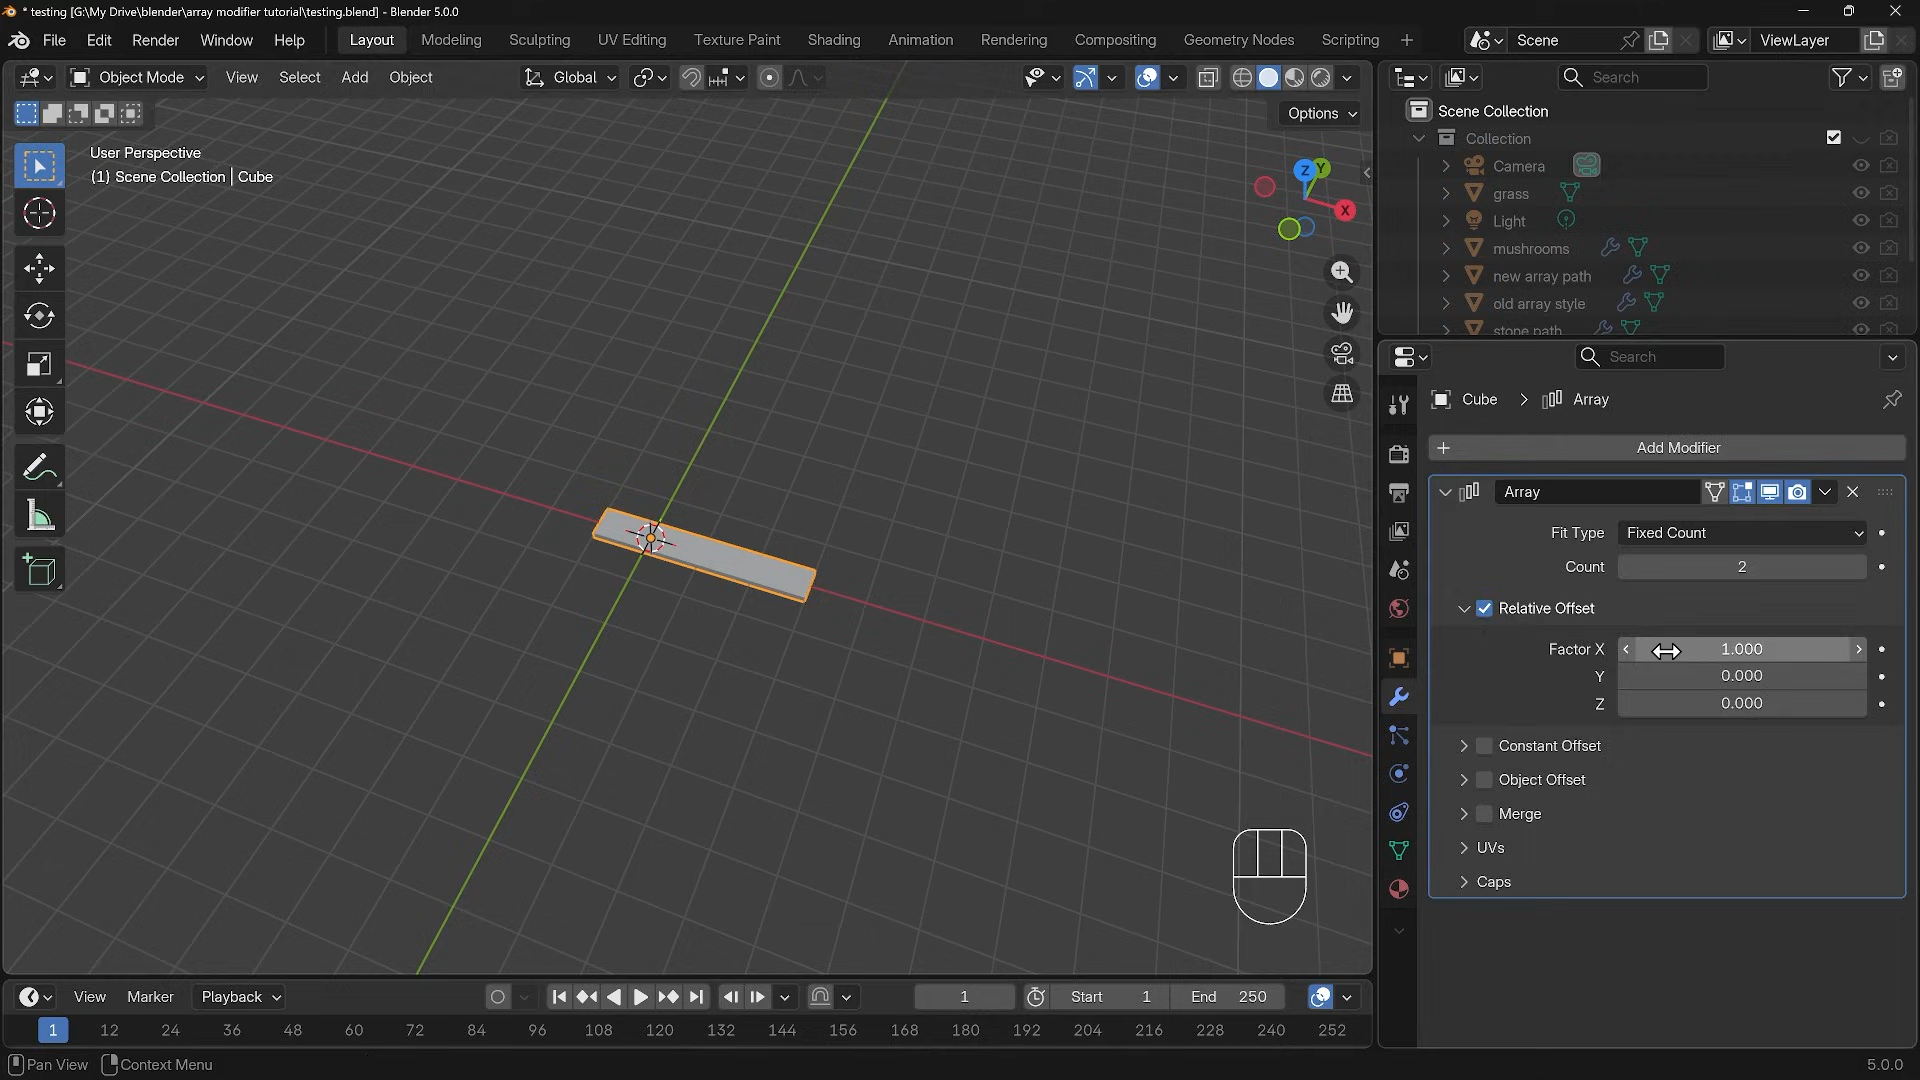 * testing [G:\My Drive\blender\array modifier tutorial\testing.blend] - Blender 5.0.0
File Edit Render Window Help Layout Modeling Sculpting UV Editing Texture Paint Shading Animation Rendering Compositing Geometry Nodes Scripting + Scene ViewLayer
Object Mode View Select Add Object Global Search
Options
User Perspective
(1) Scene Collection | Cube
Z Y
X
Scene Collection
Collection
Camera
grass
Light
mushrooms
new array path
old array style
stone path
Search
Cube > Array
+ Add Modifier
Array
Fit Type Fixed Count
Count 2
Relative Offset
Factor X 1.000
Y 0.000
Z 0.000
Constant Offset
Object Offset
Merge
UVs
Caps
View Marker Playback 1 Start 1 End 250
1 12 24 36 48 60 72 84 96 108 120 132 144 156 168 180 192 204 216 228 240 252
Pan View Context Menu 5.0.0